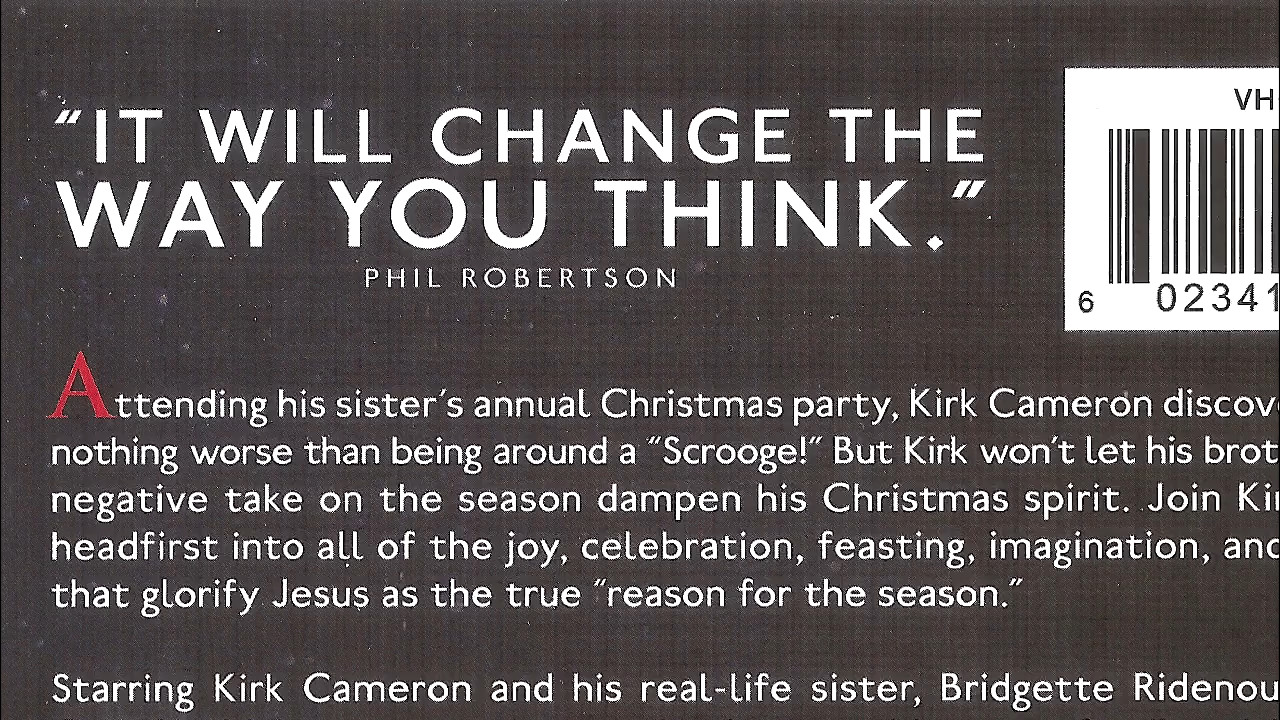 “IT WILL CHANGE THE
WAY YOU THINK.”
PHIL ROBERTSON
VH
6 02341
Attending his sister’s annual Christmas party, Kirk Cameron discov
nothing worse than being around a “Scrooge!” But Kirk won’t let his brot
negative take on the season dampen his Christmas spirit. Join Ki
headfirst into all of the joy, celebration, feasting, imagination, and
that glorify Jesus as the true “reason for the season.”
Starring Kirk Cameron and his real-life sister, Bridgette Ridenou